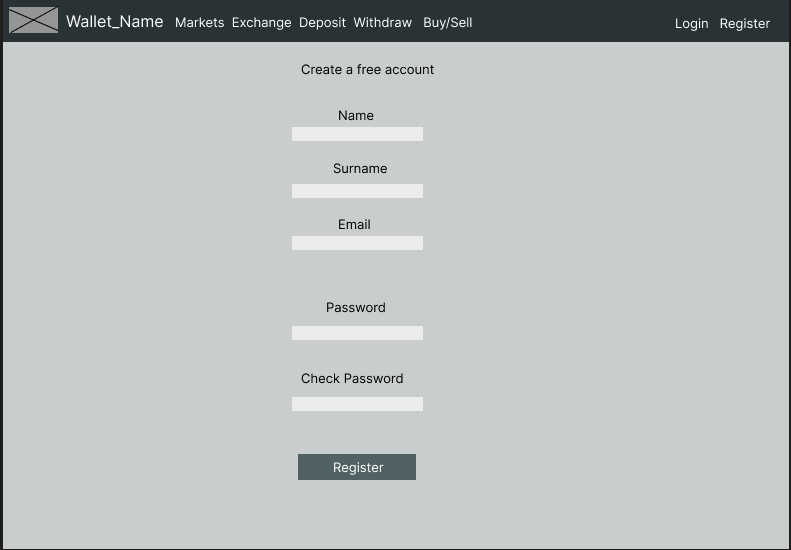 Wallet_Name Markets Exchange Deposit Withdraw Buy/Sell Login Register
Create a free account
Name
Surname
Email
Password
Check Password
Register